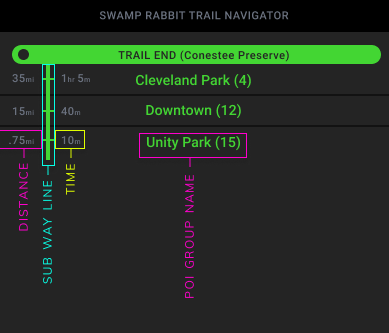 SWAMP RABBIT TRAIL NAVIGATOR
TRAIL END (Conestee Preserve)
35mi 1hr 5m Cleveland Park (4)
15mi 40m Downtown (12)
.75mi 10m Unity Park (15)
DISTANCE
SUB WAY LINE
TIME
POI GROUP NAME